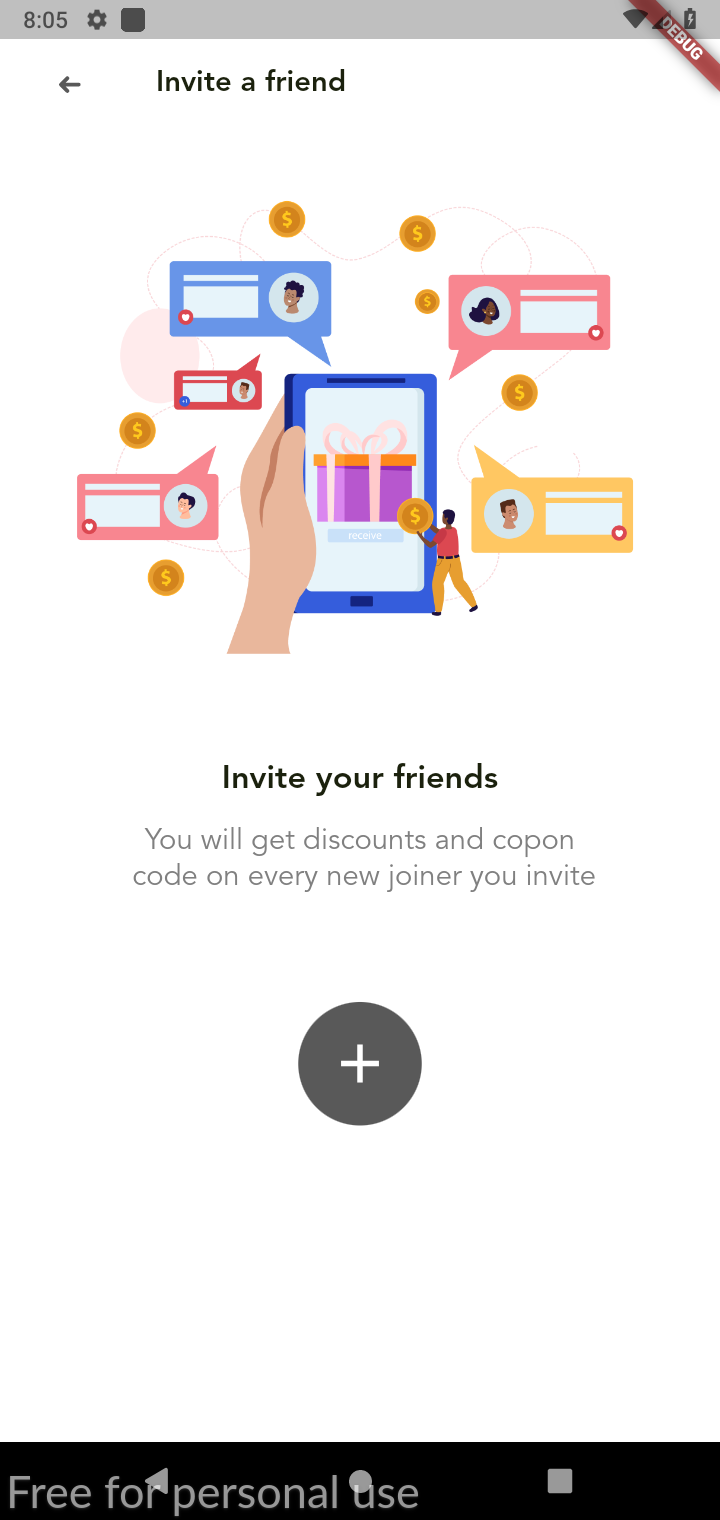 8:05
DEBUG
Invite a friend
$
$
$
$
$
$
$
+1
receive
Invite your friends
You will get discounts and copon
code on every new joiner you invite
Free for personal use